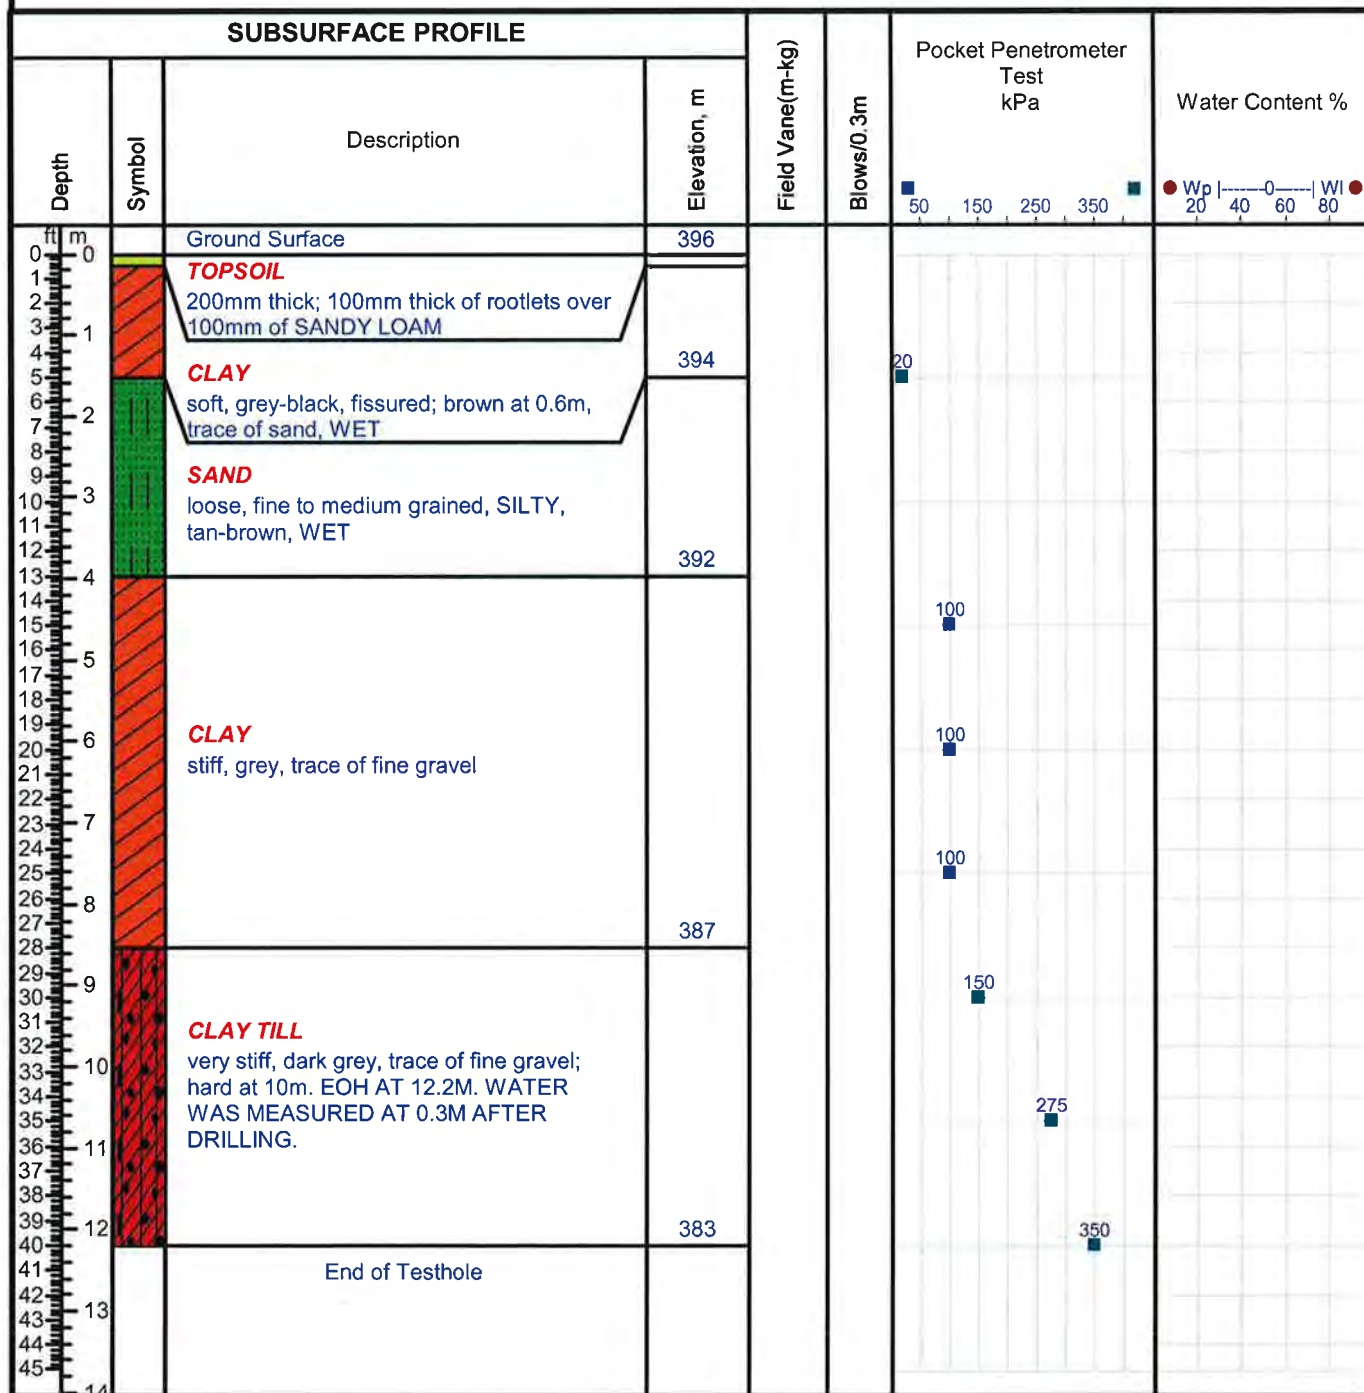 SUBSURFACE PROFILE
Depth
Symbol
Description
Elevation, m
Field Vane(m-kg)
Blows/0.3m
Pocket Penetrometer
Test
kPa
50 150 250 350
Water Content %
Wp |-------0-----| Wl
20 40 60 80
ft m
Ground Surface
396
TOPSOIL
200mm thick; 100mm thick of rootlets over
100mm of SANDY LOAM
394
CLAY
soft, grey-black, fissured; brown at 0.6m,
trace of sand, WET
SAND
loose, fine to medium grained, SILTY,
tan-brown, WET
392
CLAY
stiff, grey, trace of fine gravel
387
CLAY TILL
very stiff, dark grey, trace of fine gravel;
hard at 10m. EOH AT 12.2M. WATER
WAS MEASURED AT 0.3M AFTER
DRILLING.
383
End of Testhole
0
1
2
3
4
5
6
7
8
9
10
11
12
13
14
15
16
17
18
19
20
21
22
23
24
25
26
27
28
29
30
31
32
33
34
35
36
37
38
39
40
41
42
43
44
45
0
1
2
3
4
5
6
7
8
9
10
11
12
13
14
20
100
100
100
150
275
350